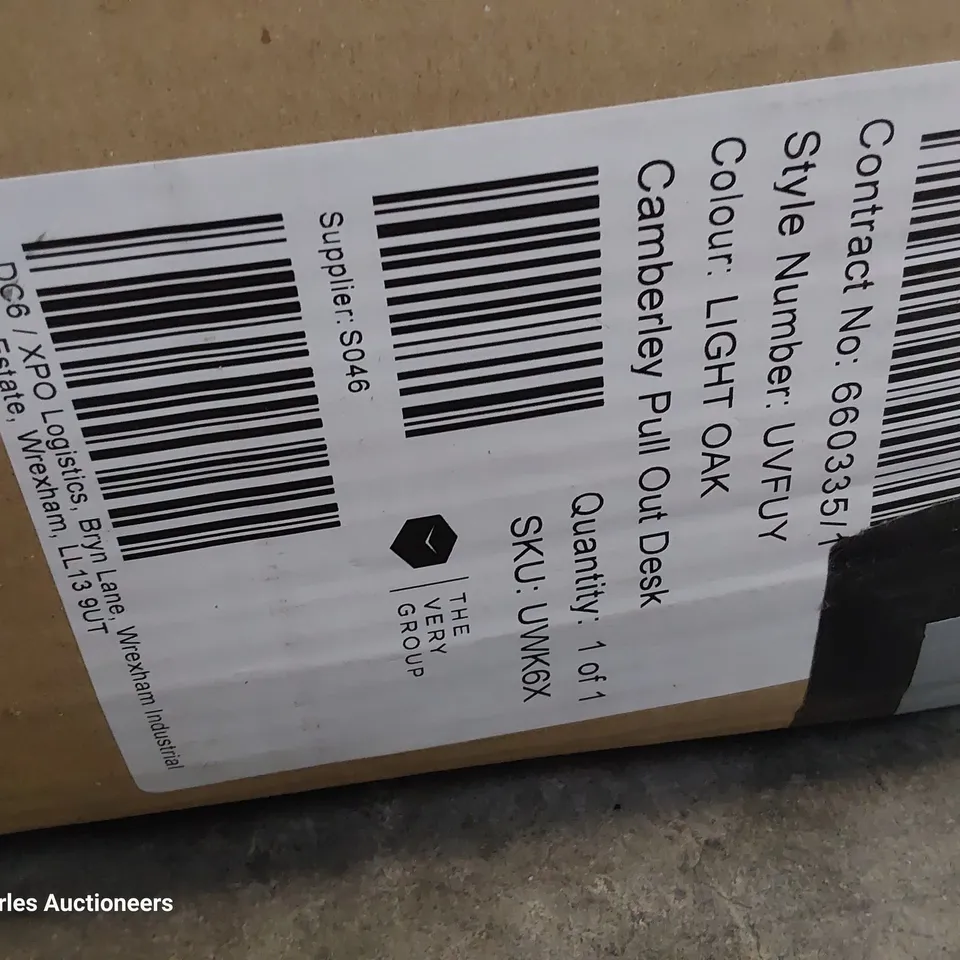 Contract No: 660335/1
Style Number: UVFUY
Colour: LIGHT OAK
Camberley Pull Out Desk
Quantity: 1 of 1
SKU: UWK6X
Supplier: S046
THE
VERY
GROUP
DC6 / XPO Logistics, Bryn Lane, Wrexham Industrial
Estate, Wrexham, LL13 9UT
rles Auctioneers